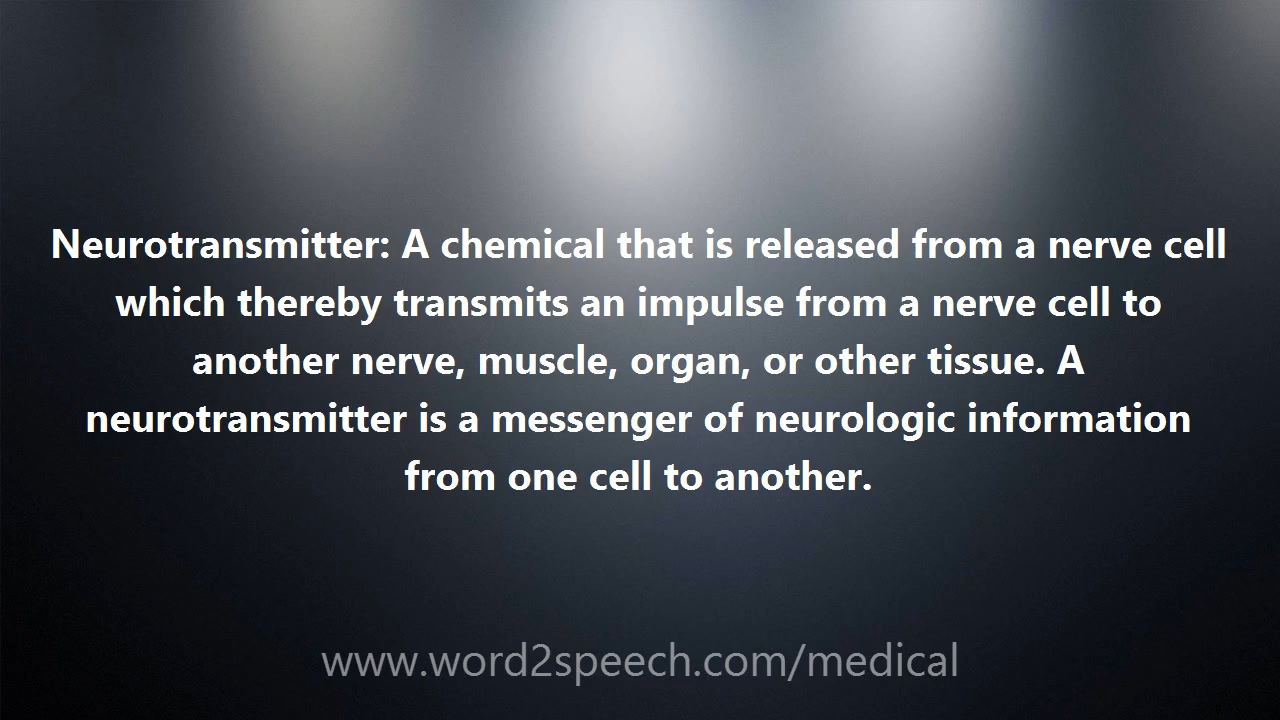 Neurotransmitter: A chemical that is released from a nerve cell
which thereby transmits an impulse from a nerve cell to
another nerve, muscle, organ, or other tissue. A
neurotransmitter is a messenger of neurologic information
from one cell to another.
www.word2speech.com/medical